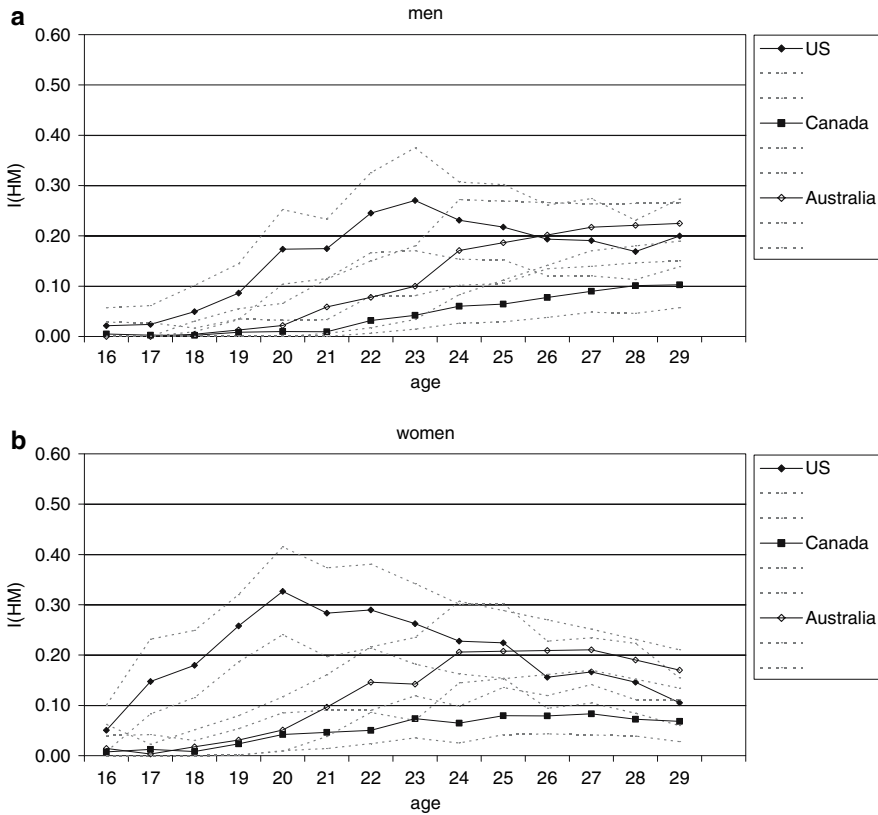 a
men
0.60
0.50
0.40
0.30
0.20
0.10
0.00
I(HM)
16 17 18 19 20 21 22 23 24 25 26 27 28 29
age
US
Canada
Australia
b
women
0.60
0.50
0.40
0.30
0.20
0.10
0.00
I(HM)
16 17 18 19 20 21 22 23 24 25 26 27 28 29
age
US
Canada
Australia